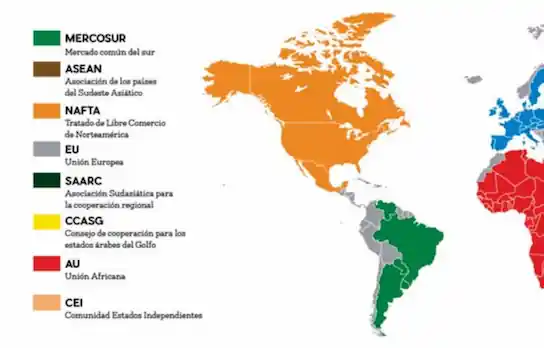 MERCOSUR
Mercado común del sur
ASEAN
Asociación de los países
del Sudeste Asiático
NAFTA
Tratado de Libre Comercio
de Norteamérica
EU
Unión Europea
SAARC
Asociación Sudasiática para
la cooperación regional
CCASG
Consejo de cooperación para los
estados árabes del Golfo
AU
Unión Africana
CEI
Comunidad Estados Independientes